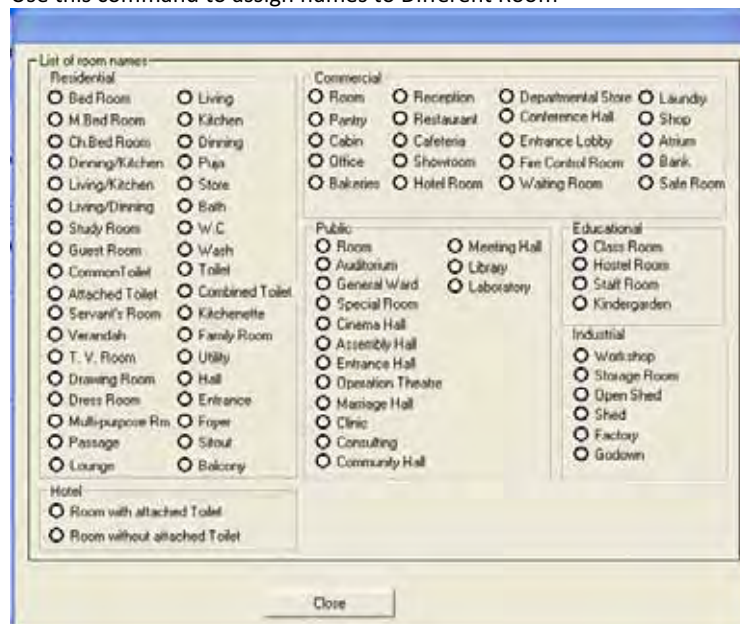 Use this command to assign names to Different Room
List of room names
Residential
Bed Room
M.Bed Room
Ch.Bed Room
Dinning/Kitchen
Living/Kitchen
Living/Dinning
Study Room
Guest Room
CommonToilet
Attached Toilet
Servant's Room
Verandah
T. V. Room
Drawing Room
Dress Room
Multi-purpose Rm
Passage
Lounge
Living
Kitchen
Dinning
Puja
Store
Bath
W.C
Wash
Toilet
Combined Toilet
Kitchenette
Family Room
Utility
Hall
Entrance
Foyer
Sitout
Balcony
Hotel
Room with attached Toilet
Room without attached Toilet
Commercial
Room
Pantry
Cabin
Office
Bakeries
Reception
Restaurant
Cafeteria
Showroom
Hotel Room
Departmental Store
Conference Hall
Entrance Lobby
Fire Control Room
Waiting Room
Laundry
Shop
Atrium
Bank
Safe Room
Public
Room
Auditorium
General Ward
Special Room
Cinema Hall
Assembly Hall
Entrance Hall
Operation Theatre
Marriage Hall
Clinic
Consulting
Community Hall
Meeting Hall
Library
Laboratory
Educational
Class Room
Hostel Room
Staff Room
Kindergarden
Industrial
Workshop
Storage Room
Open Shed
Shed
Factory
Godown
Close